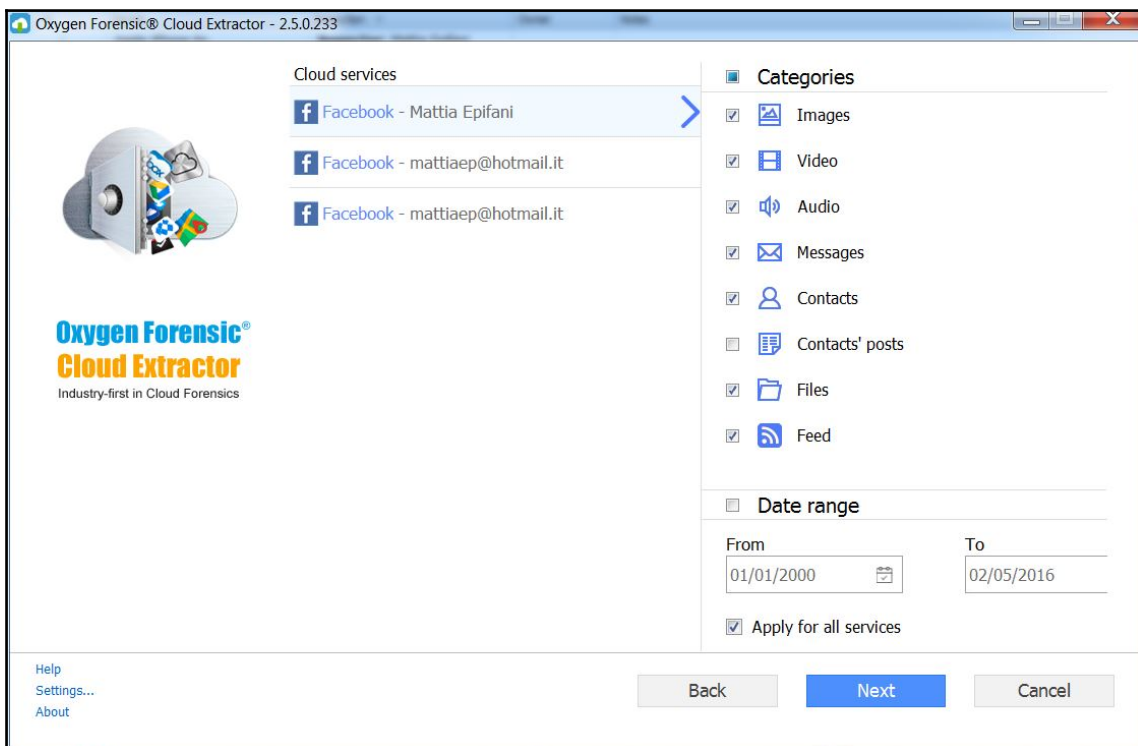 Oxygen Forensic® Cloud Extractor - 2.5.0.233
Cloud services
Facebook - Mattia Epifani
Facebook - mattiaep@hotmail.it
Facebook - mattiaep@hotmail.it
Oxygen Forensic®
Cloud Extractor
Industry-first in Cloud Forensics
Categories
Images
Video
Audio
Messages
Contacts
Contacts' posts
Files
Feed
Date range
From To
01/01/2000 02/05/2016
Apply for all services
Help
Settings...
About
Back Next Cancel